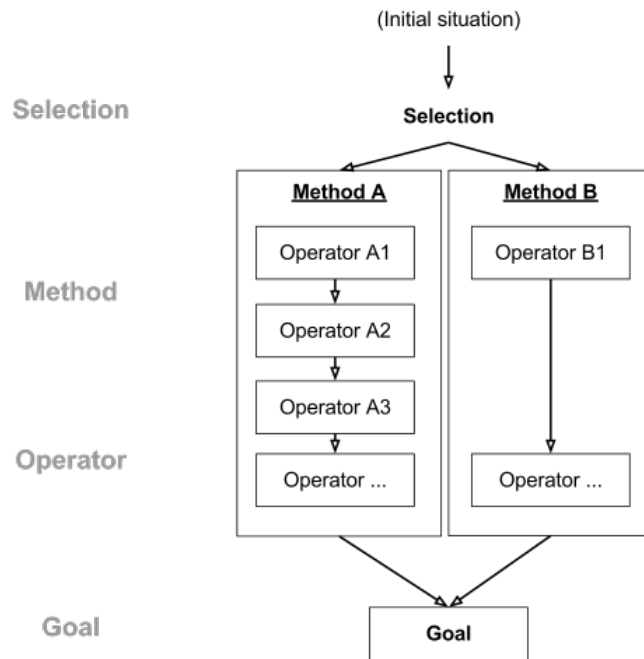 (Initial situation)
Selection
Selection
Method A
Method B
Operator A1
Operator B1
Method
Operator A2
Operator A3
Operator
Operator ...
Operator ...
Goal
Goal